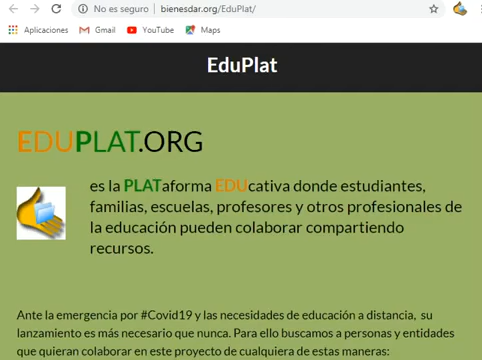 No es seguro | bienesdar.org/EduPlat/
Aplicaciones Gmail YouTube Maps
EduPlat
EDUPLAT.ORG
es la PLATaforma EDUcativa donde estudiantes,
familias, escuelas, profesores y otros profesionales de
la educación pueden colaborar compartiendo
recursos.
Ante la emergencia por #Covid19 y las necesidades de educación a distancia, su
lanzamiento es más necesario que nunca. Para ello buscamos a personas y entidades
que quieran colaborar en este proyecto de cualquiera de estas maneras: